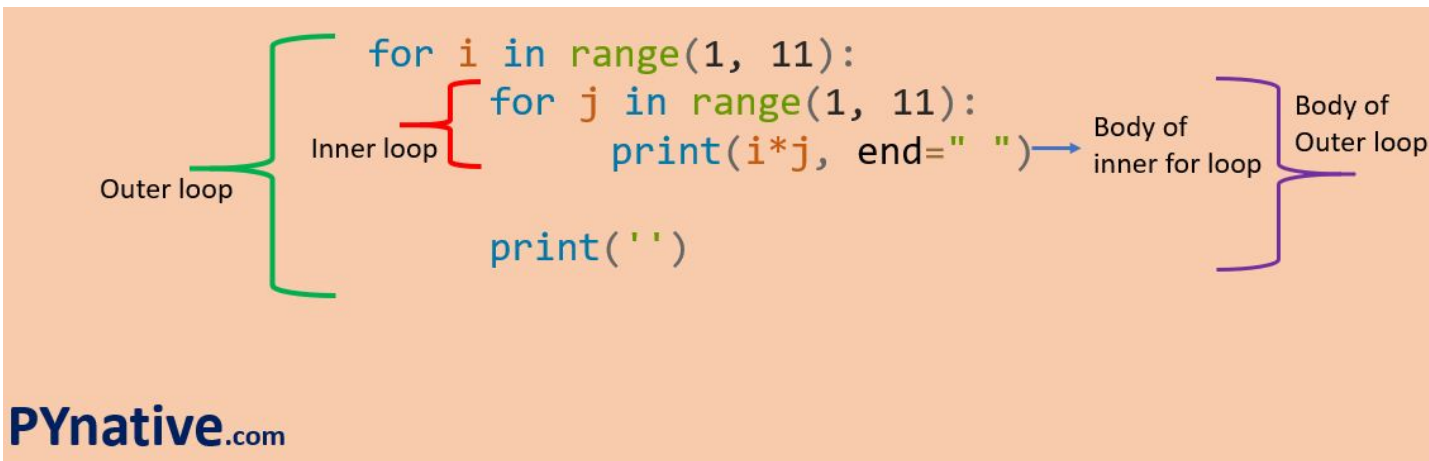 for i in range(1, 11):
for j in range(1, 11):
print(i*j, end=" ")
print('')
Outer loop
Inner loop
Body of
inner for loop
Body of
Outer loop
PYnative.com